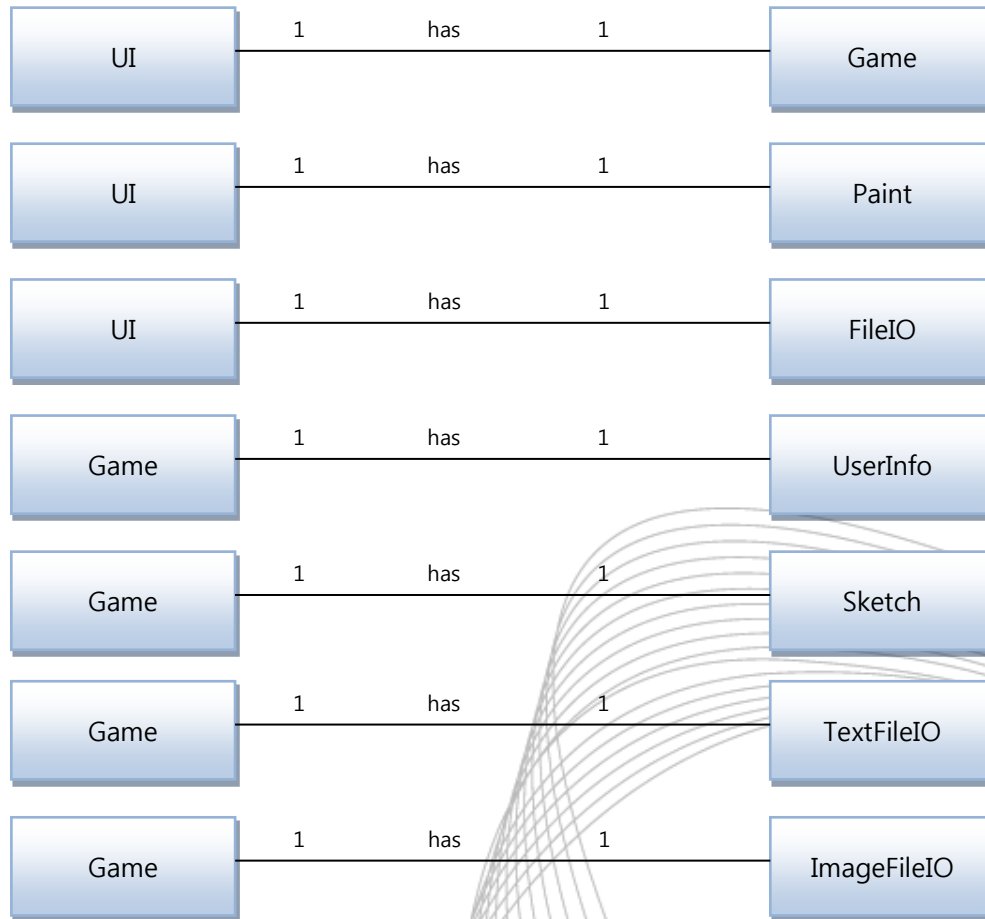 1 has 1
UI Game
1 has 1
UI Paint
1 has 1
UI FileIO
1 has 1
Game UserInfo
1 has 1
Game Sketch
1 has 1
Game TextFileIO
1 has 1
Game ImageFileIO